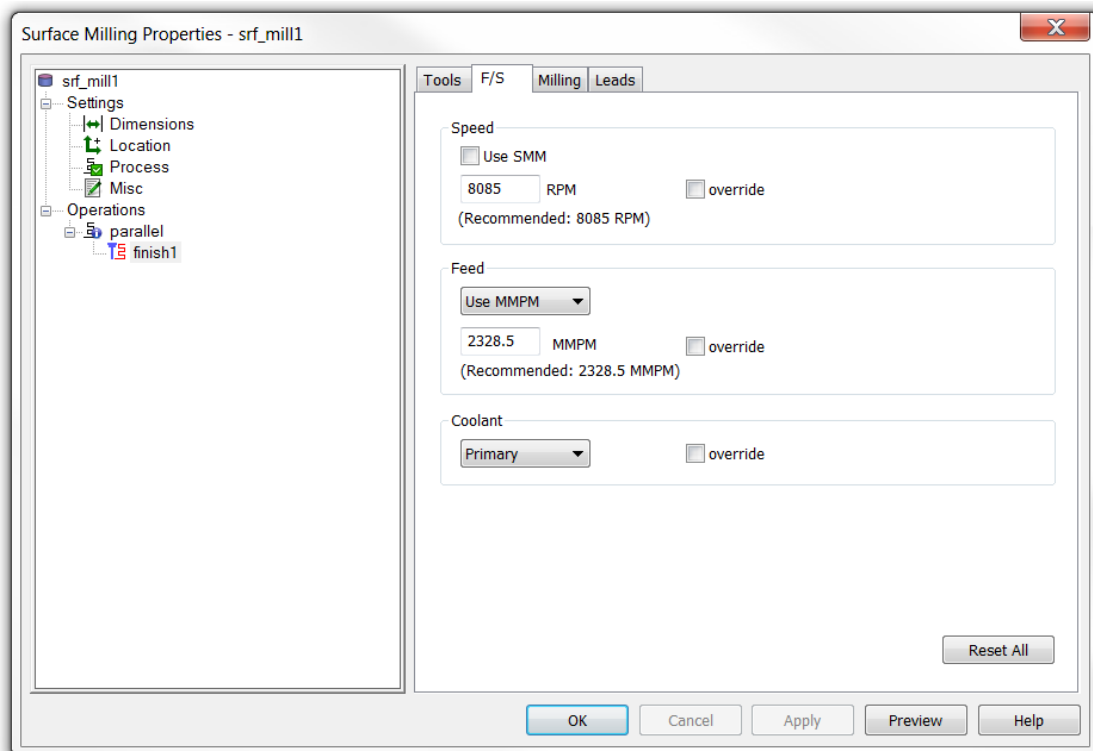 Surface Milling Properties - srf_mill1
srf_mill1
Settings
Dimensions
Location
Process
Misc
Operations
parallel
finish1
Tools F/S Milling Leads
Speed
Use SMM
8085 RPM override
(Recommended: 8085 RPM)
Feed
Use MMPM
2328.5 MMPM override
(Recommended: 2328.5 MMPM)
Coolant
Primary override
Reset All
OK Cancel Apply Preview Help